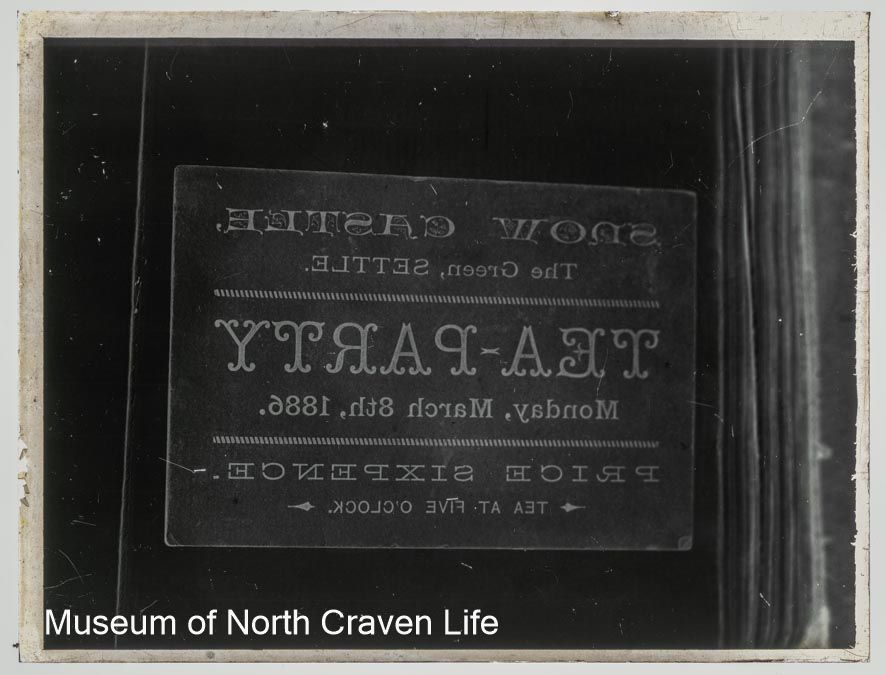 SNOW CASTLE,
The Green, SETTLE.
TEA-PARTY
Monday, March 8th, 1886.
PRICE SIXPENCE.
TEA AT FIVE O'CLOCK.
Museum of North Craven Life